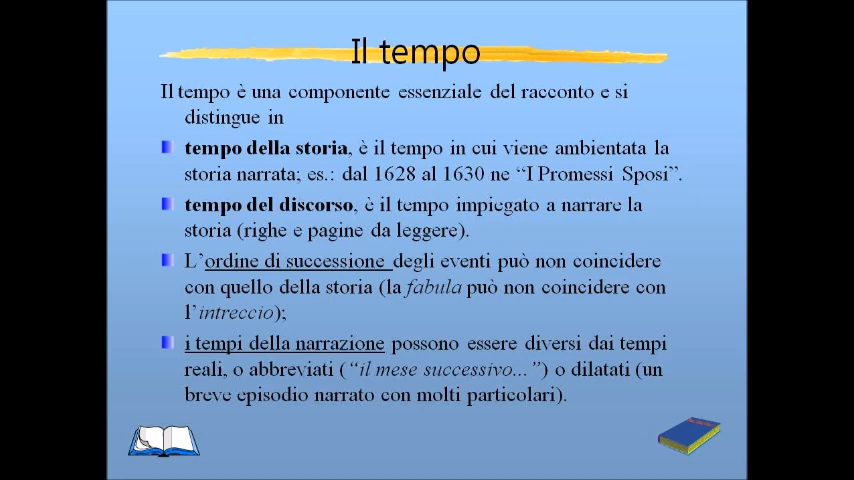 Il tempo
Il tempo è una componente essenziale del racconto e si
distingue in
tempo della storia, è il tempo in cui viene ambientata la
storia narrata; es.: dal 1628 al 1630 ne “I Promessi Sposi”.
tempo del discorso, è il tempo impiegato a narrare la
storia (righe e pagine da leggere).
L’ordine di successione degli eventi può non coincidere
con quello della storia (la fabula può non coincidere con
l’intreccio);
i tempi della narrazione possono essere diversi dai tempi
reali, o abbreviati (“il mese successivo...”) o dilatati (un
breve episodio narrato con molti particolari).